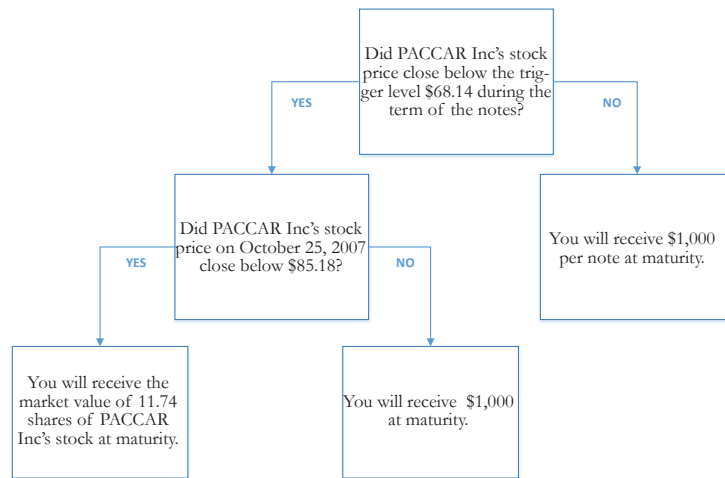 Did PACCAR Inc's stock
price close below the trig-
ger level $68.14 during the
term of the notes?
YES
NO
Did PACCAR Inc's stock
price on October 25, 2007
close below $85.18?
You will receive $1,000
per note at maturity.
YES
NO
You will receive the
market value of 11.74
shares of PACCAR
Inc's stock at maturity.
You will receive $1,000
at maturity.